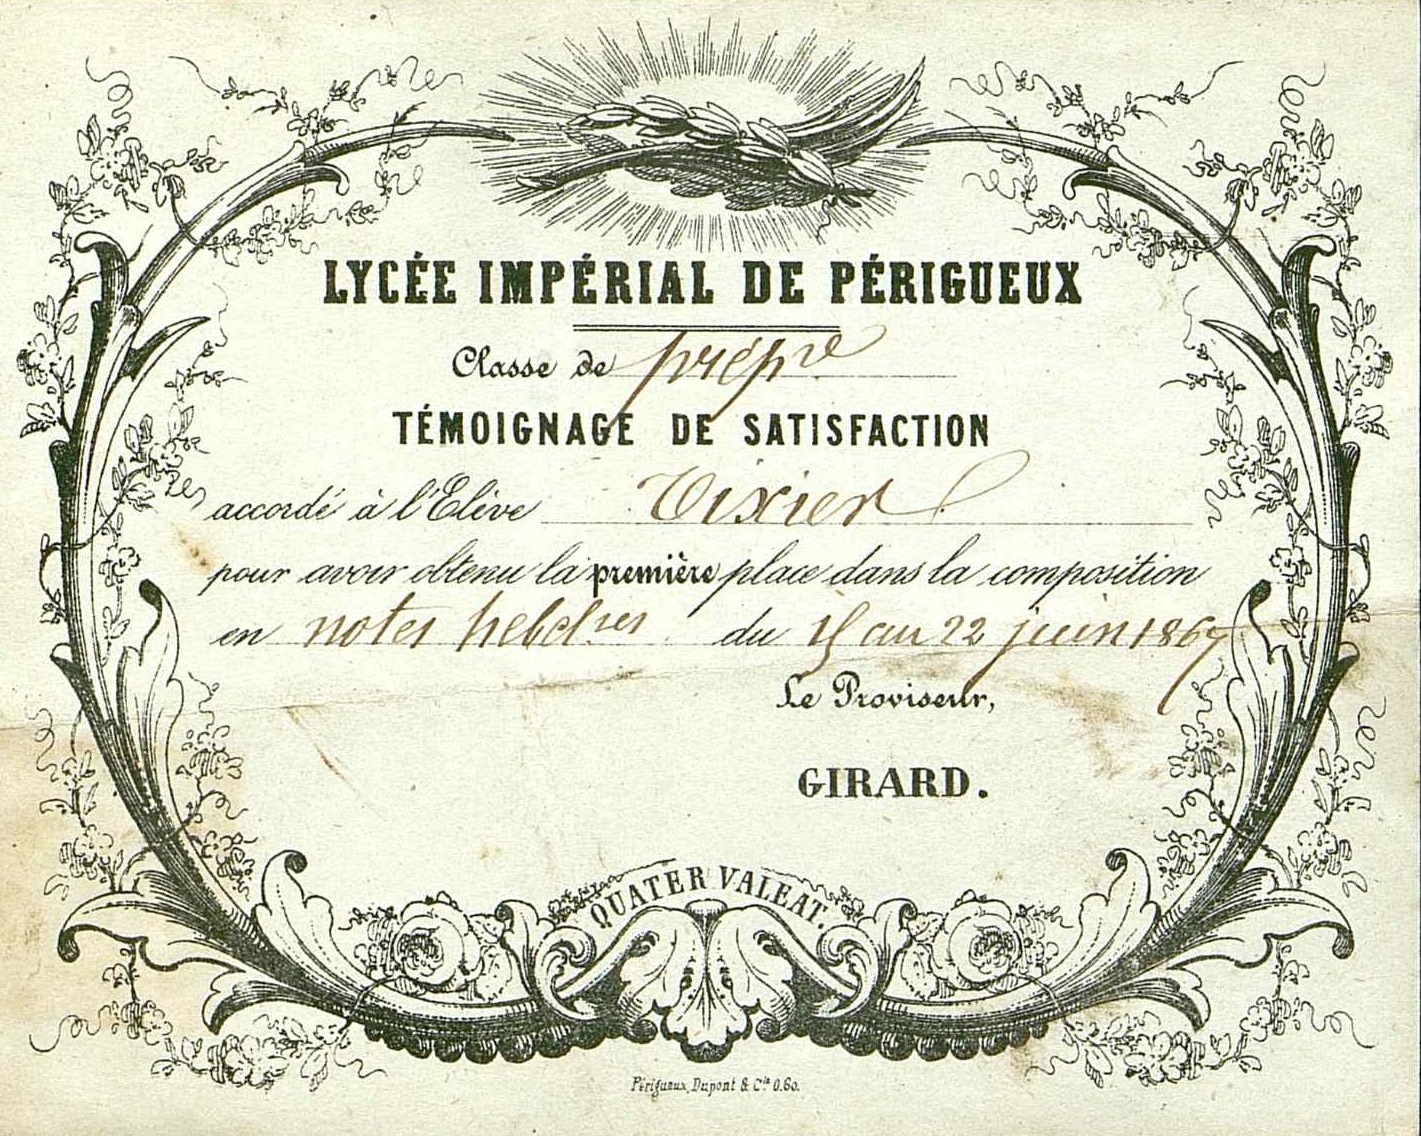 LYCÉE IMPÉRIAL DE PÉRIGUEUX
Classe de prépre
TÉMOIGNAGE DE SATISFACTION
accordé à l'Elève Tixier
pour avoir obtenu la première place dans la composition
en notes hebdres du 15 au 22 juin 1867
Le Proviseur,
GIRARD.
QUATER VALEAT.
Périgueux, Dupont & Cie 0.60.